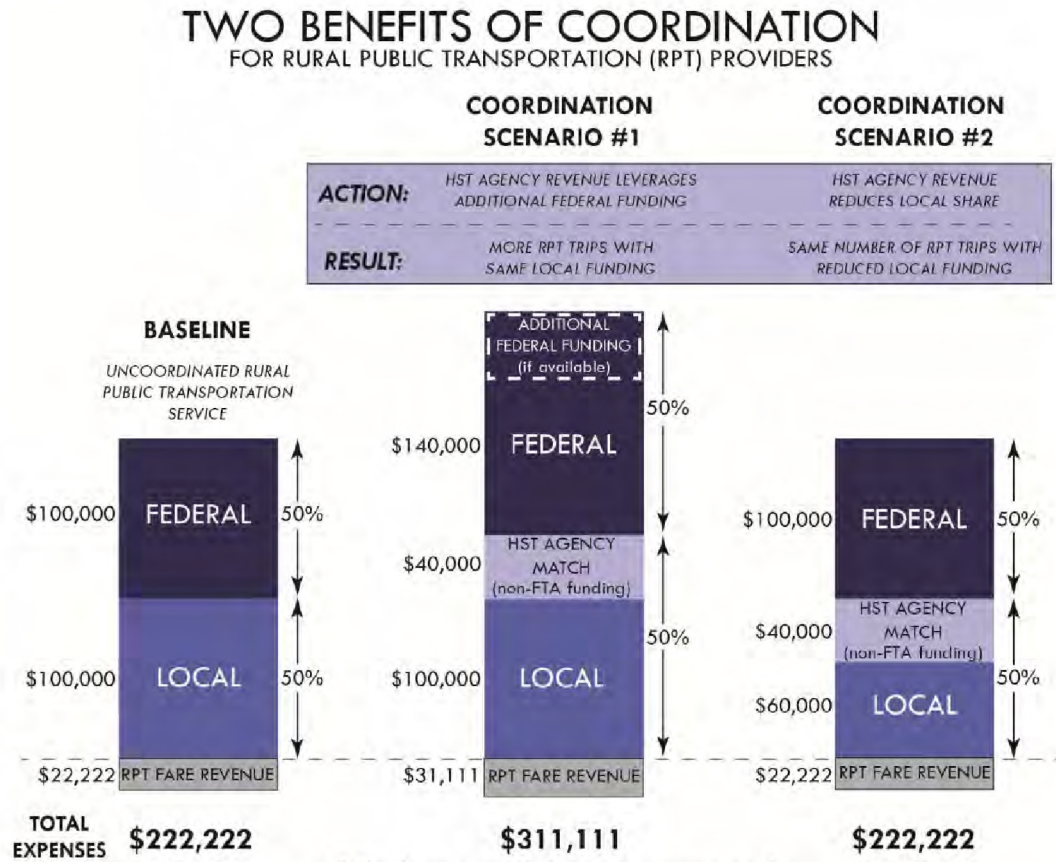 TWO BENEFITS OF COORDINATION
FOR RURAL PUBLIC TRANSPORTATION (RPT) PROVIDERS
COORDINATION
SCENARIO #1
COORDINATION
SCENARIO #2
ACTION:
HST AGENCY REVENUE LEVERAGES
ADDITIONAL FEDERAL FUNDING
HST AGENCY REVENUE
REDUCES LOCAL SHARE
RESULT:
MORE RPT TRIPS WITH
SAME LOCAL FUNDING
SAME NUMBER OF RPT TRIPS WITH
REDUCED LOCAL FUNDING
BASELINE
UNCOORDINATED RURAL
PUBLIC TRANSPORTATION
SERVICE
$100,000
FEDERAL
50%
$100,000
LOCAL
50%
$22,222
RPT FARE REVENUE
ADDITIONAL
FEDERAL FUNDING
(if available)
50%
$140,000
FEDERAL
$40,000
HST AGENCY
MATCH
(non-FTA funding)
50%
$100,000
LOCAL
$31,111
RPT FARE REVENUE
$100,000
FEDERAL
50%
$40,000
HST AGENCY
MATCH
(non-FTA funding)
50%
$60,000
LOCAL
$22,222
RPT FARE REVENUE
TOTAL
EXPENSES
$222,222
$311,111
$222,222